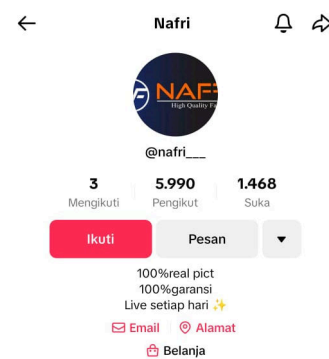 Nafri
High Quality
@nafri___
3 5.990 1.468
Mengikuti Pengikut Suka
Ikuti Pesan
100%real pict
100%garansi
Live setiap hari ✨
Email Alamat
Belanja